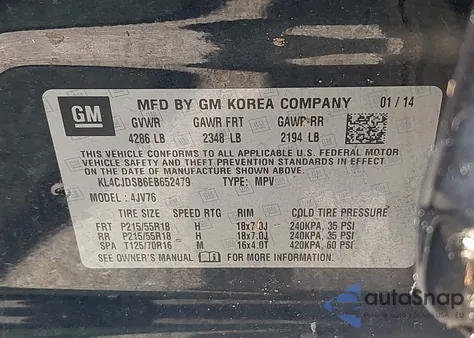 GM
MFD BY GM KOREA COMPANY 01/14
GVWR GAWR FRT GAWR RR
4286 LB 2348 LB 2194 LB
THIS VEHICLE CONFORMS TO ALL APPLICABLE U.S. FEDERAL
MOTOR VEHICLE SAFETY, BUMPER, AND THEFT PREVENTION
STANDARDS IN EFFECT ON THE DATE OF MANUFACTURE SHOWN ABOVE.
KL4CJDSB6EB652479 TYPE: MPV
MODEL: 4JV76
TIRE SIZE SPEED RTG RIM COLD TIRE PRESSURE
FRT P215/55R18 H 18x7.0J 240KPA, 35 PSI
RR P215/55R18 H 18x7.0J 240KPA, 35 PSI
SPA T125/70R16 M 16x4.0T 420KPA, 60 PSI
SEE OWNER'S MANUAL FOR MORE INFORMATION
autoSnap